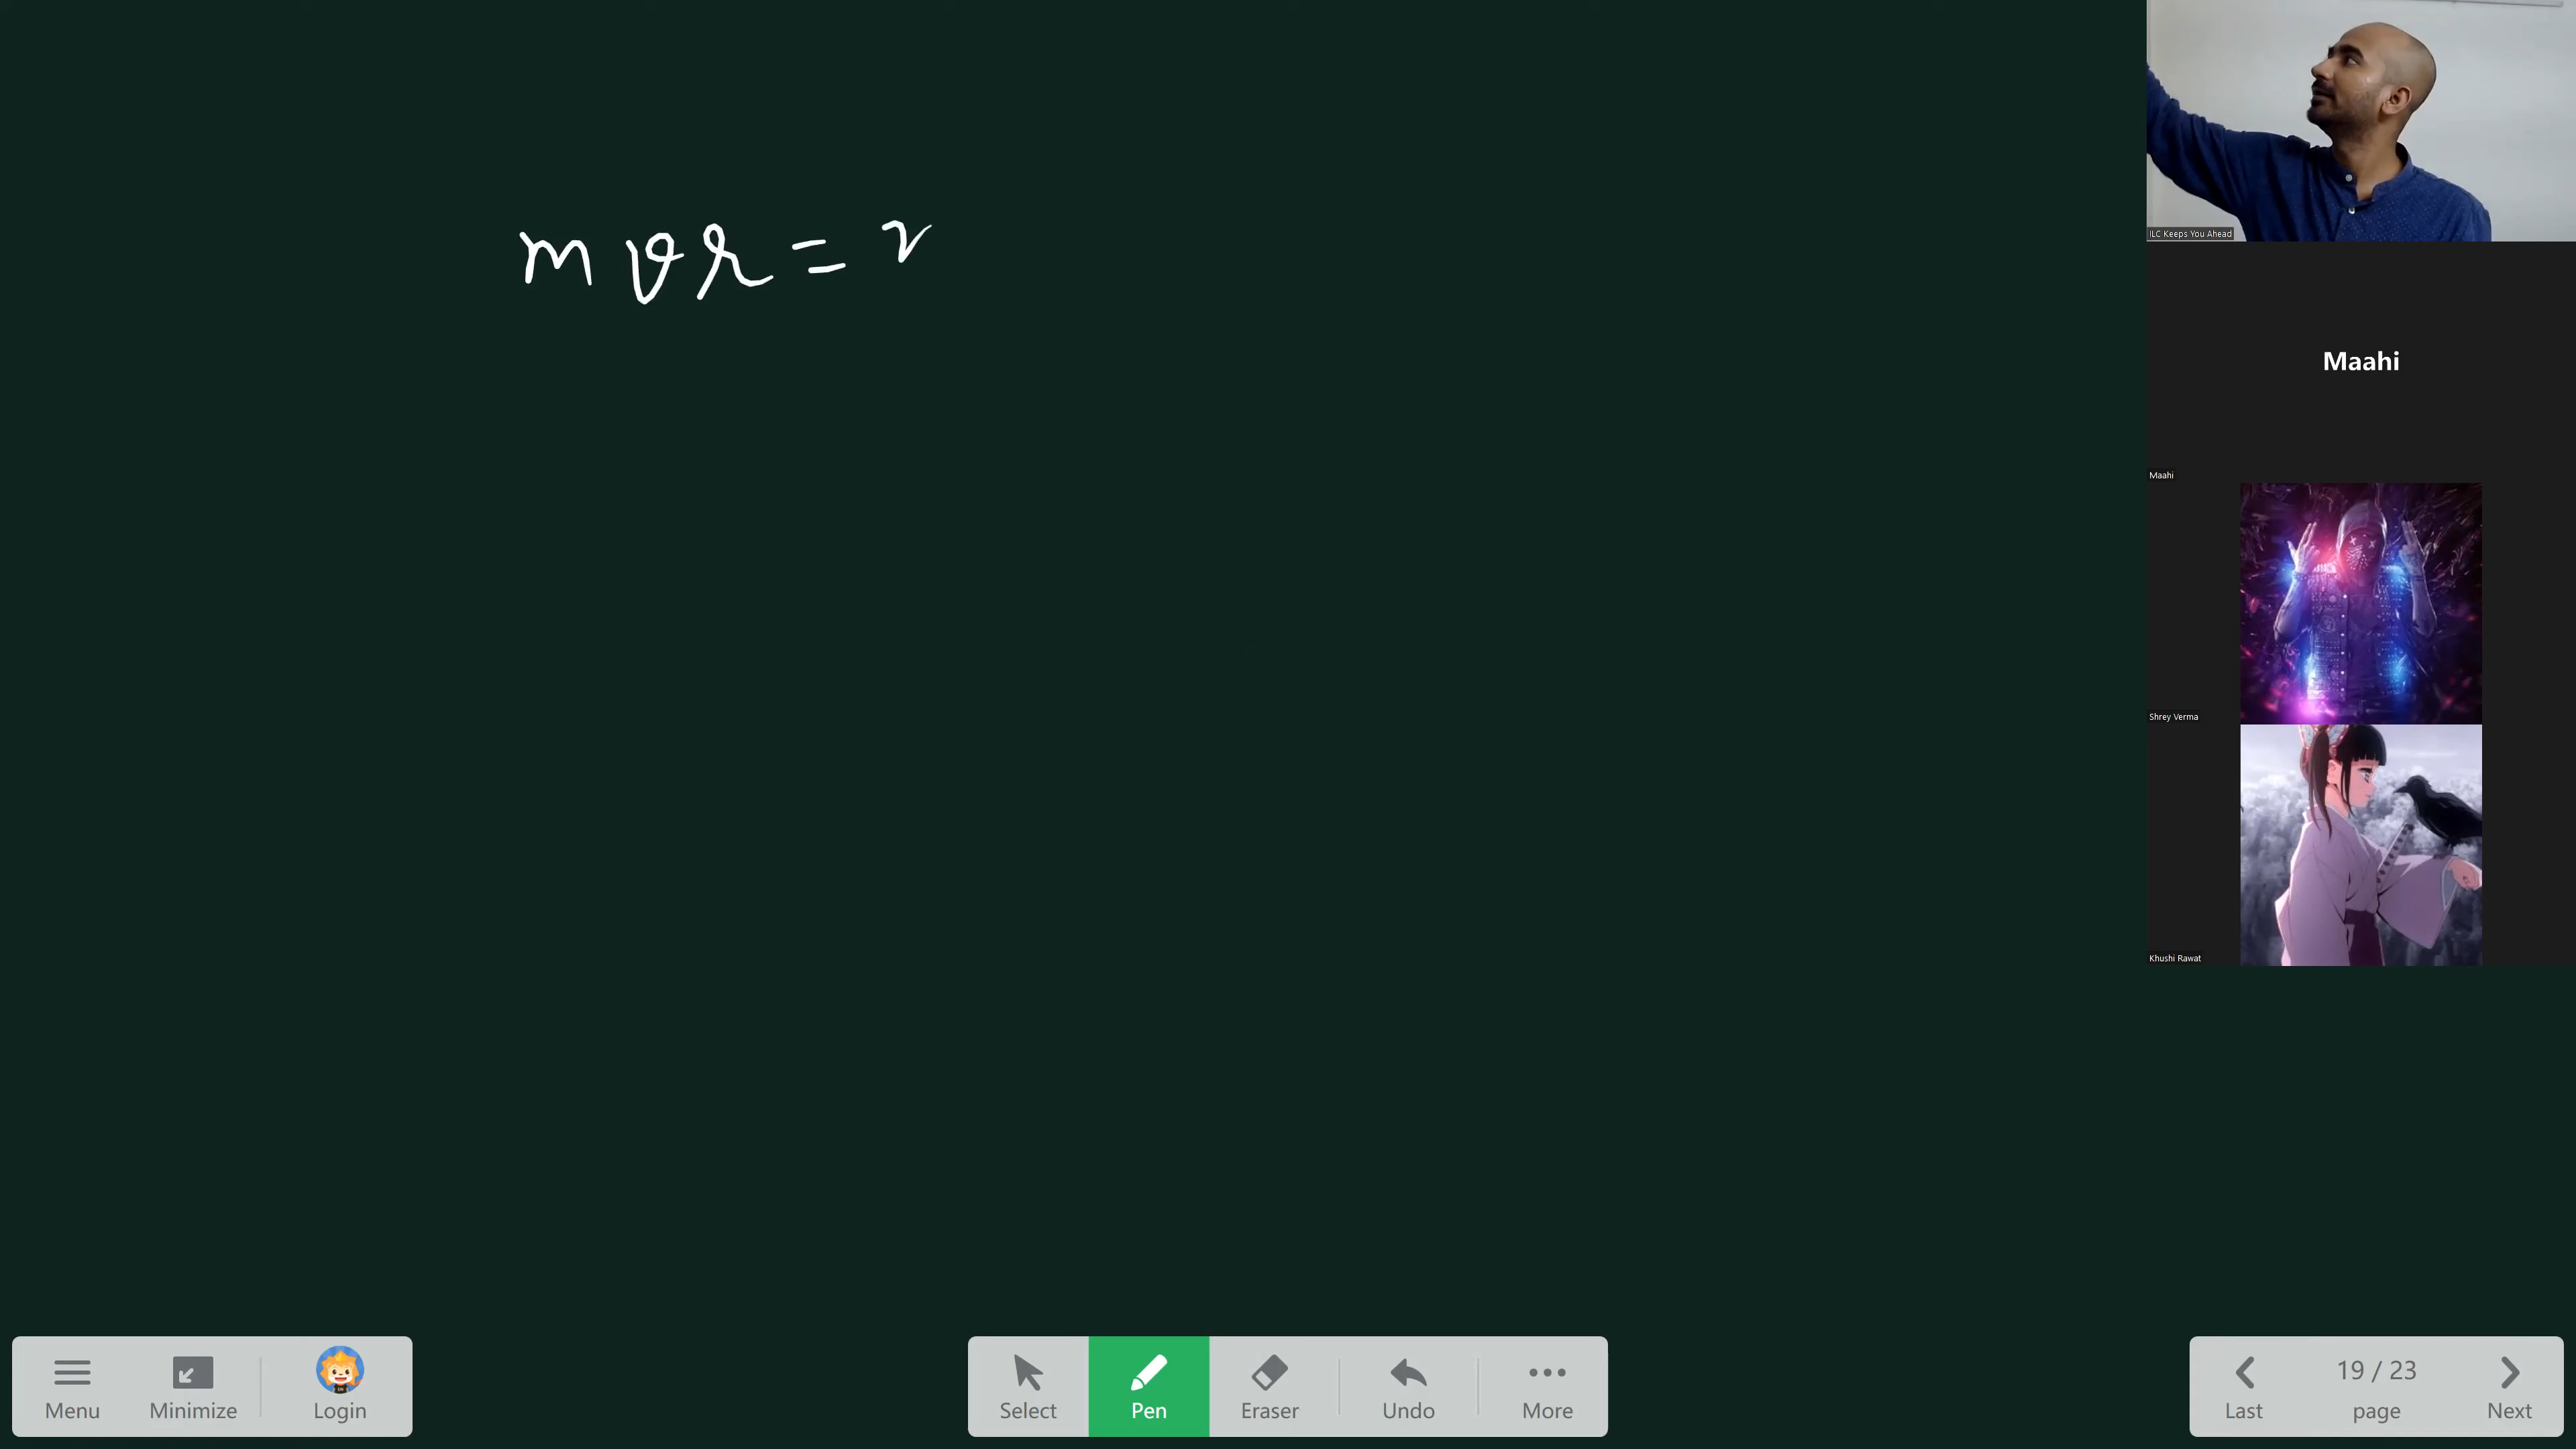 m v r =
ILC Keeps You Ahead
Maahi
Maahi
Shrey Verma
Khushi Rawat
Menu Minimize Login
Select Pen Eraser Undo More
Last 19 / 23 page Next